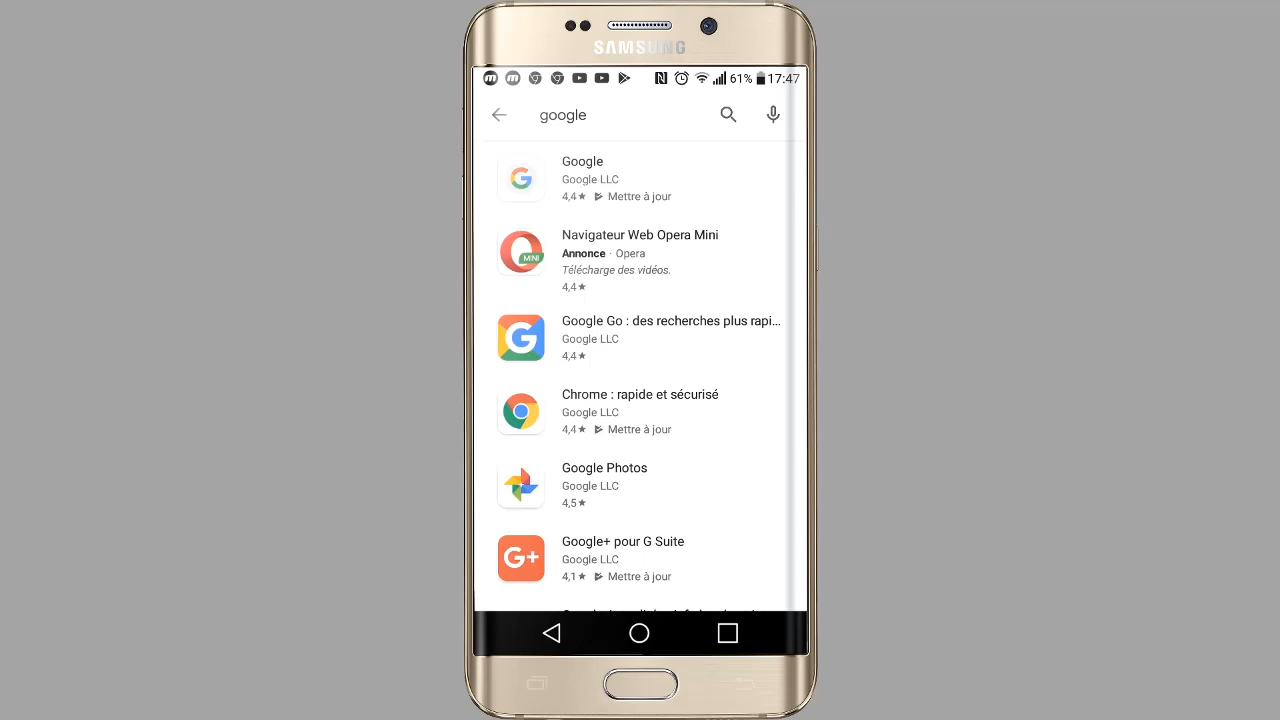 SAMSUNG
61% 17:47
google
Google
Google LLC
4,4★ Mettre à jour
Navigateur Web Opera Mini
Annonce · Opera
Télécharge des vidéos.
4,4★
MINI
Google Go : des recherches plus rapi...
Google LLC
4,4★
Chrome : rapide et sécurisé
Google LLC
4,4★ Mettre à jour
Google Photos
Google LLC
4,5★
G+
Google+ pour G Suite
Google LLC
4,1★ Mettre à jour